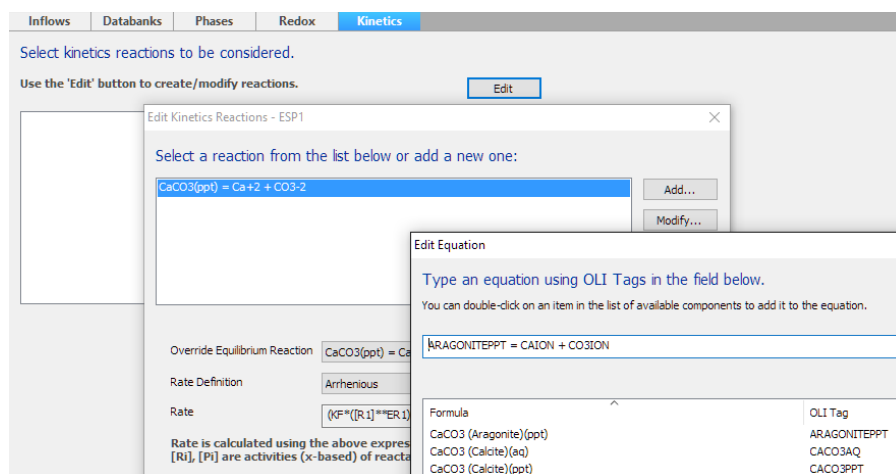 Inflows Databanks Phases Redox Kinetics
Select kinetics reactions to be considered.
Use the 'Edit' button to create/modify reactions.
Edit
Edit Kinetics Reactions - ESP1
Select a reaction from the list below or add a new one:
CaCO3(ppt) = Ca+2 + CO3-2
Add...
Modify...
Edit Equation
Type an equation using OLI Tags in the field below.
You can double-click on an item in the list of available components to add it to the equation.
ARAGONITEPPT = CAION + CO3ION
Override Equilibrium Reaction CaCO3(ppt) = Ca
Rate Definition Arrhenious
Rate (KF*([R1]**ER1)
Rate is calculated using the above expres
[Ri], [Pi] are activities (x-based) of reacta
Formula OLI Tag
CaCO3 (Aragonite)(ppt) ARAGONITEPPT
CaCO3 (Calcite)(aq) CACO3AQ
CaCO3 (Calcite)(ppt) CACO3PPT